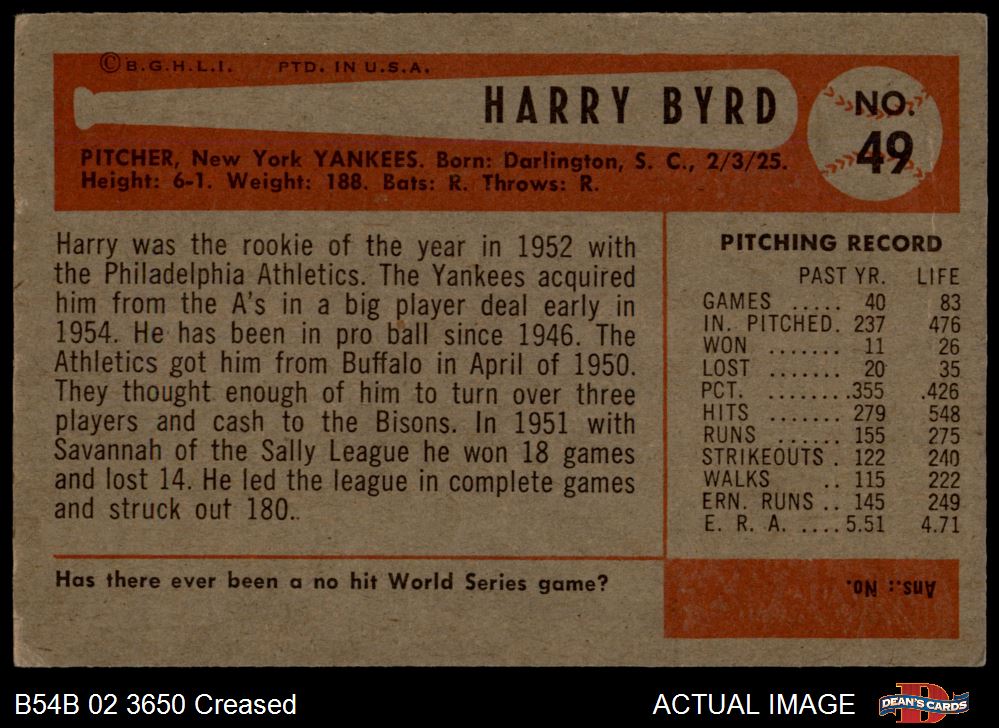 © B.G.H.L.I. PTD. IN U.S.A.
HARRY BYRD
NO. 49
PITCHER, New York YANKEES. Born: Darlington, S. C., 2/3/25.
Height: 6-1. Weight: 188. Bats: R. Throws: R.
Harry was the rookie of the year in 1952 with
the Philadelphia Athletics. The Yankees acquired
him from the A's in a big player deal early in
1954. He has been in pro ball since 1946. The
Athletics got him from Buffalo in April of 1950.
They thought enough of him to turn over three
players and cash to the Bisons. In 1951 with
Savannah of the Sally League he won 18 games
and lost 14. He led the league in complete games
and struck out 180..
PITCHING RECORD
PAST YR. LIFE
GAMES ..... 40 83
IN. PITCHED. 237 476
WON ....... 11 26
LOST ....... 20 35
PCT. ........355 .426
HITS ....... 279 548
RUNS ...... 155 275
STRIKEOUTS . 122 240
WALKS .. 115 222
ERN. RUNS .. 145 249
E. R. A. ....5.51 4.71
Has there ever been a no hit World Series game?
Ans.: No.
B54B 02 3650 Creased
ACTUAL IMAGE
DEAN'S CARDS